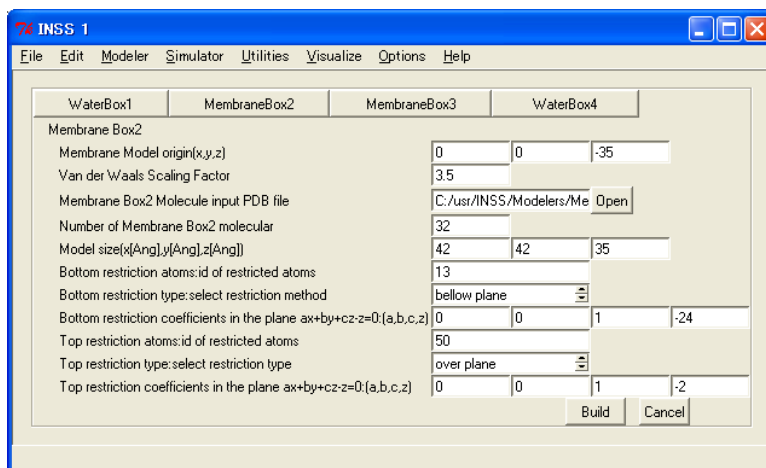 INSS 1
File Edit Modeler Simulator Utilities Visualize Options Help
WaterBox1 MembraneBox2 MembraneBox3 WaterBox4
Membrane Box2
Membrane Model origin(x,y,z) 0 0 -35
Van der Waals Scaling Factor 3.5
Membrane Box2 Molecule input PDB file C:/usr/INSS/Modelers/Me Open
Number of Membrane Box2 molecular 32
Model size(x[Ang],y[Ang],z[Ang]) 42 42 35
Bottom restriction atoms:id of restricted atoms 13
Bottom restriction type:select restriction method bellow plane
Bottom restriction coefficients in the plane ax+by+cz-z=0:(a,b,c,z) 0 0 1 -24
Top restriction atoms:id of restricted atoms 50
Top restriction type:select restriction type over plane
Top restriction coefficients in the plane ax+by+cz-z=0:(a,b,c,z) 0 0 1 -2
Build Cancel